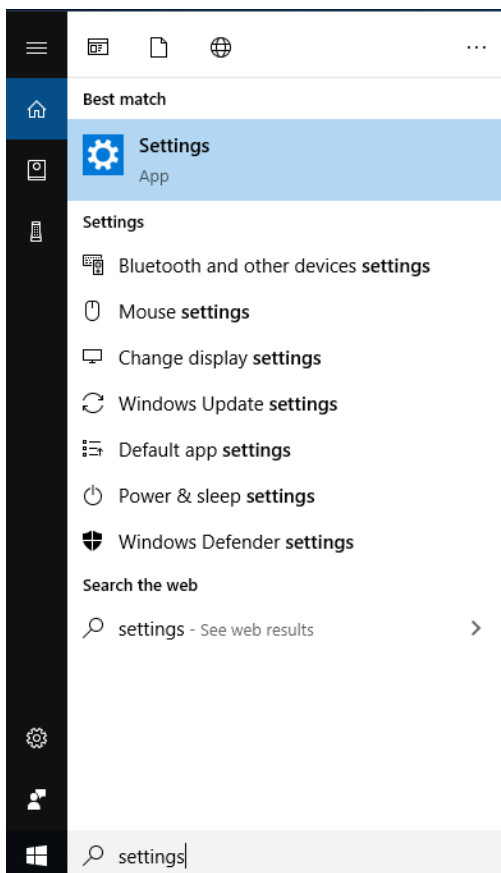 ...
Best match
Settings
App
Settings
Bluetooth and other devices settings
Mouse settings
Change display settings
Windows Update settings
Default app settings
Power & sleep settings
Windows Defender settings
Search the web
settings - See web results
settings